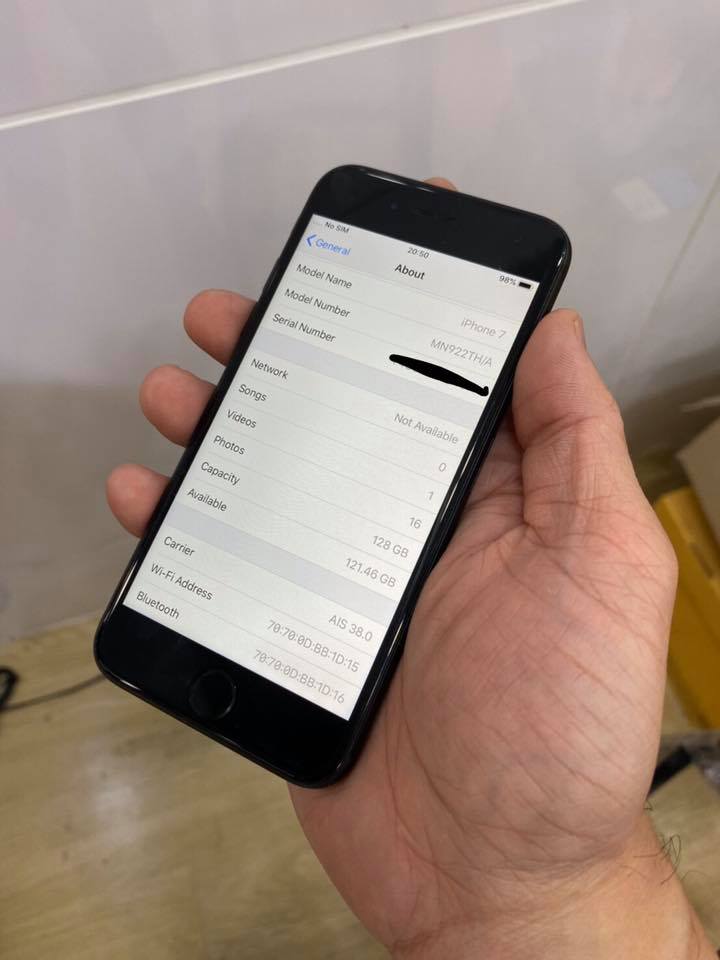 No SIM 20:50 98%
General About
Model Name iPhone 7
Model Number MN922TH/A
Serial Number
Network Not Available
Songs 0
Videos 1
Photos 16
Capacity 128 GB
Available 121.46 GB
Carrier AIS 38.0
Wi-Fi Address 70:70:0D:BB:1D:15
Bluetooth 70:70:0D:BB:1D:16